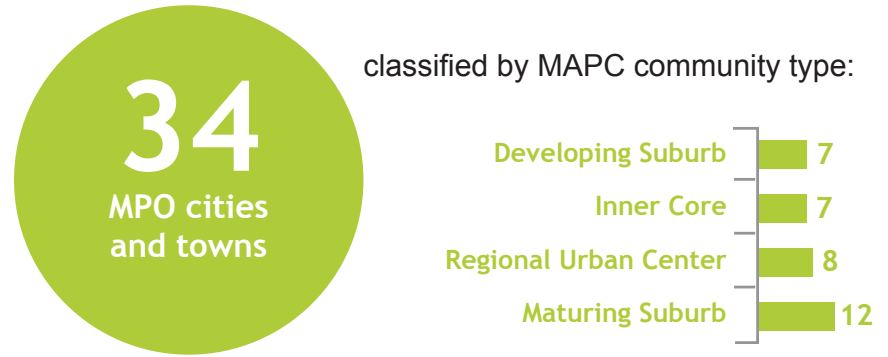 34
MPO cities
and towns
classified by MAPC community type:
Developing Suburb 7
Inner Core 7
Regional Urban Center 8
Maturing Suburb 12